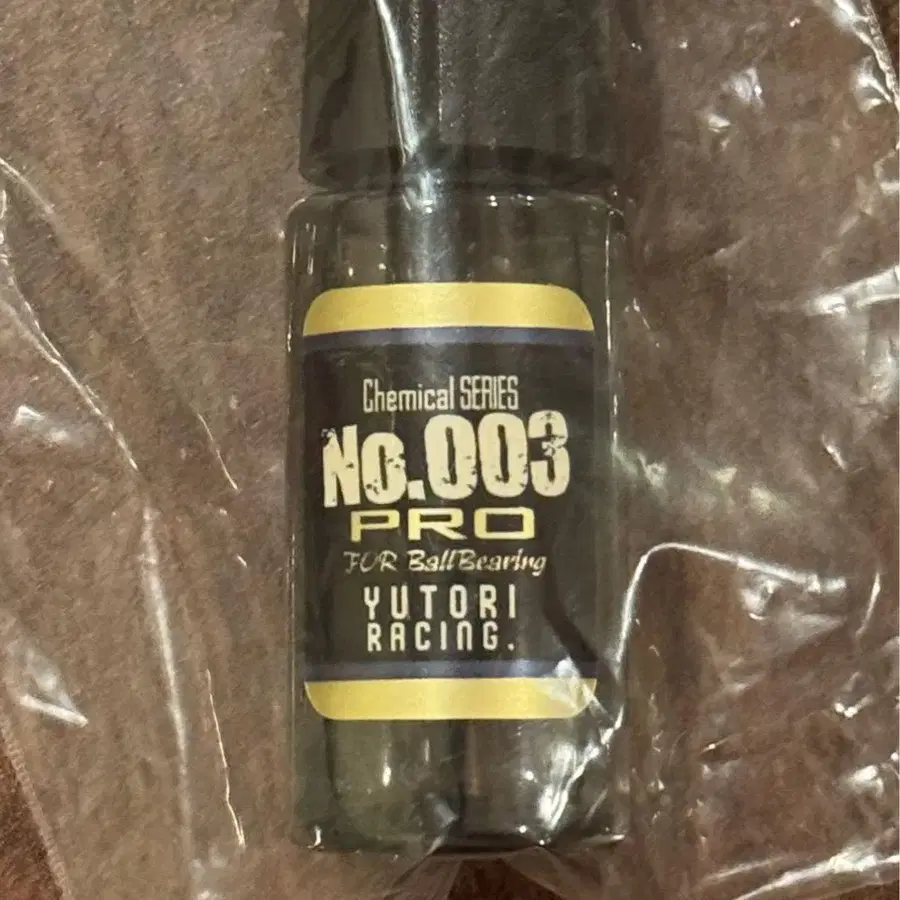 Chemical SERIES
No.003
PRO
FOR BallBearing
YUTORI
RACING.